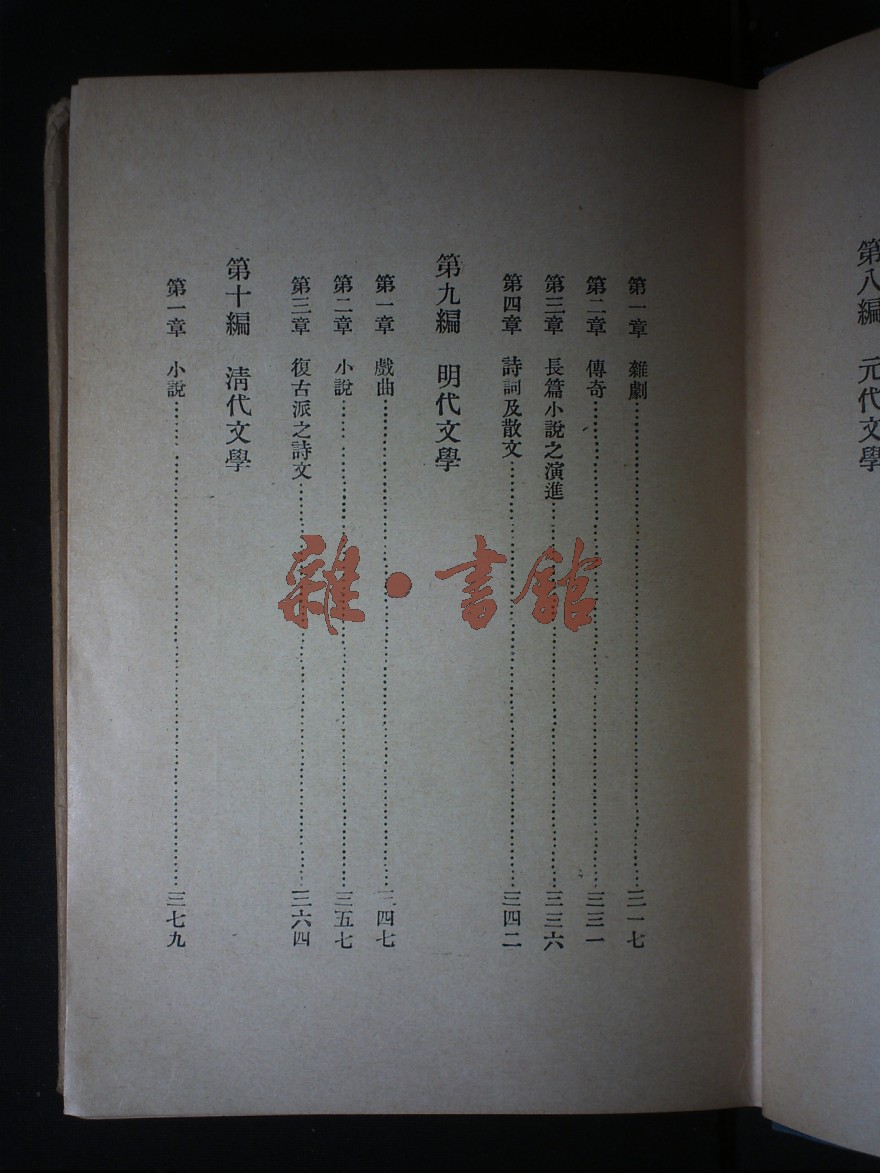 第八編　元代文學
第一章　雜劇⋯⋯⋯⋯⋯⋯三一七
第二章　傳奇⋯⋯⋯⋯⋯⋯三三一
第三章　長篇小說之演進⋯⋯⋯⋯⋯⋯三三六
第四章　詩詞及散文⋯⋯⋯⋯⋯⋯三四二
第九編　明代文學
第一章　戲曲⋯⋯⋯⋯⋯⋯三四七
第二章　小說⋯⋯⋯⋯⋯⋯三五七
第三章　復古派之詩文⋯⋯⋯⋯⋯⋯三六四
第十編　清代文學
第一章　小說⋯⋯⋯⋯⋯⋯三七九
雜·書館